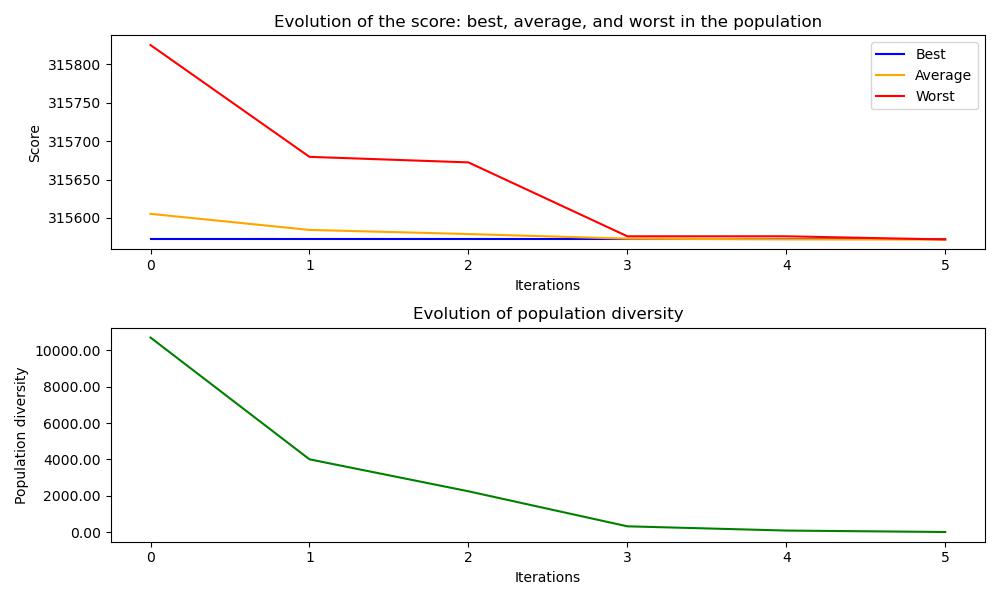 Evolution of the score: best, average, and worst in the population
Score
315800
315750
315700
315650
315600
Best
Average
Worst
0 1 2 3 4 5
Iterations
Evolution of population diversity
Population diversity
10000.00
8000.00
6000.00
4000.00
2000.00
0.00
0 1 2 3 4 5
Iterations